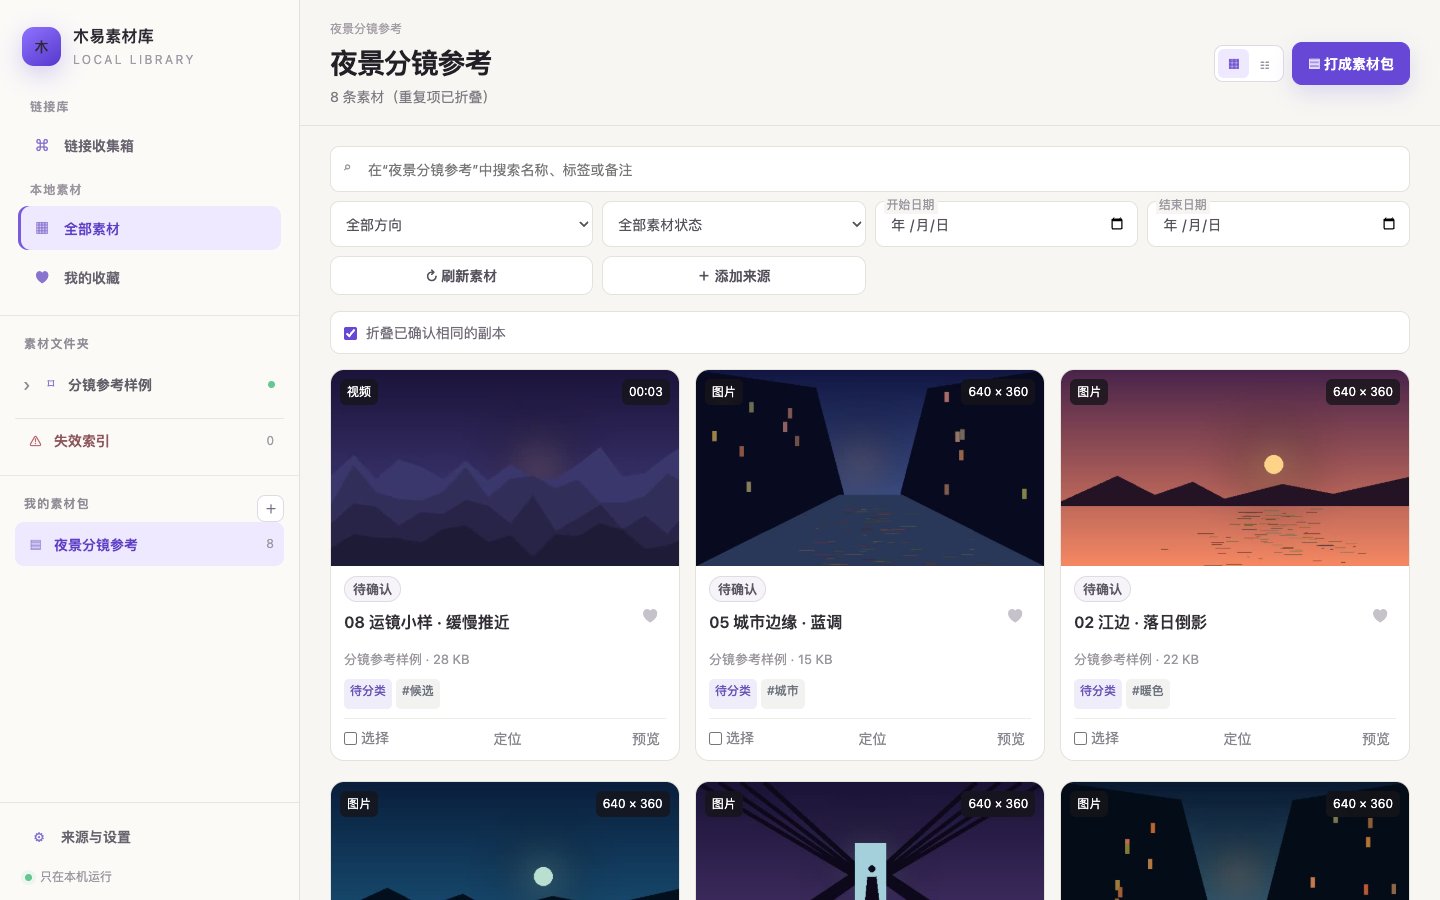 木
木易素材库
LOCAL LIBRARY
链接库
链接收集箱
本地素材
全部素材
我的收藏
素材文件夹
分镜参考样例
失效索引 0
我的素材包 +
夜景分镜参考 8
来源与设置
只在本机运行
夜景分镜参考
夜景分镜参考
8 条素材（重复项已折叠）
打成素材包
在“夜景分镜参考”中搜索名称、标签或备注
全部方向
全部素材状态
开始日期
年 /月/日
结束日期
年 /月/日
↻ 刷新素材
＋ 添加来源
折叠已确认相同的副本
视频 00:03
待确认
08 运镜小样 · 缓慢推近
分镜参考样例 · 28 KB
待分类 #候选
选择 定位 预览
图片 640 × 360
待确认
05 城市边缘 · 蓝调
分镜参考样例 · 15 KB
待分类 #城市
选择 定位 预览
图片 640 × 360
待确认
02 江边 · 落日倒影
分镜参考样例 · 22 KB
待分类 #暖色
选择 定位 预览
图片 640 × 360
图片 640 × 360
图片 640 × 360